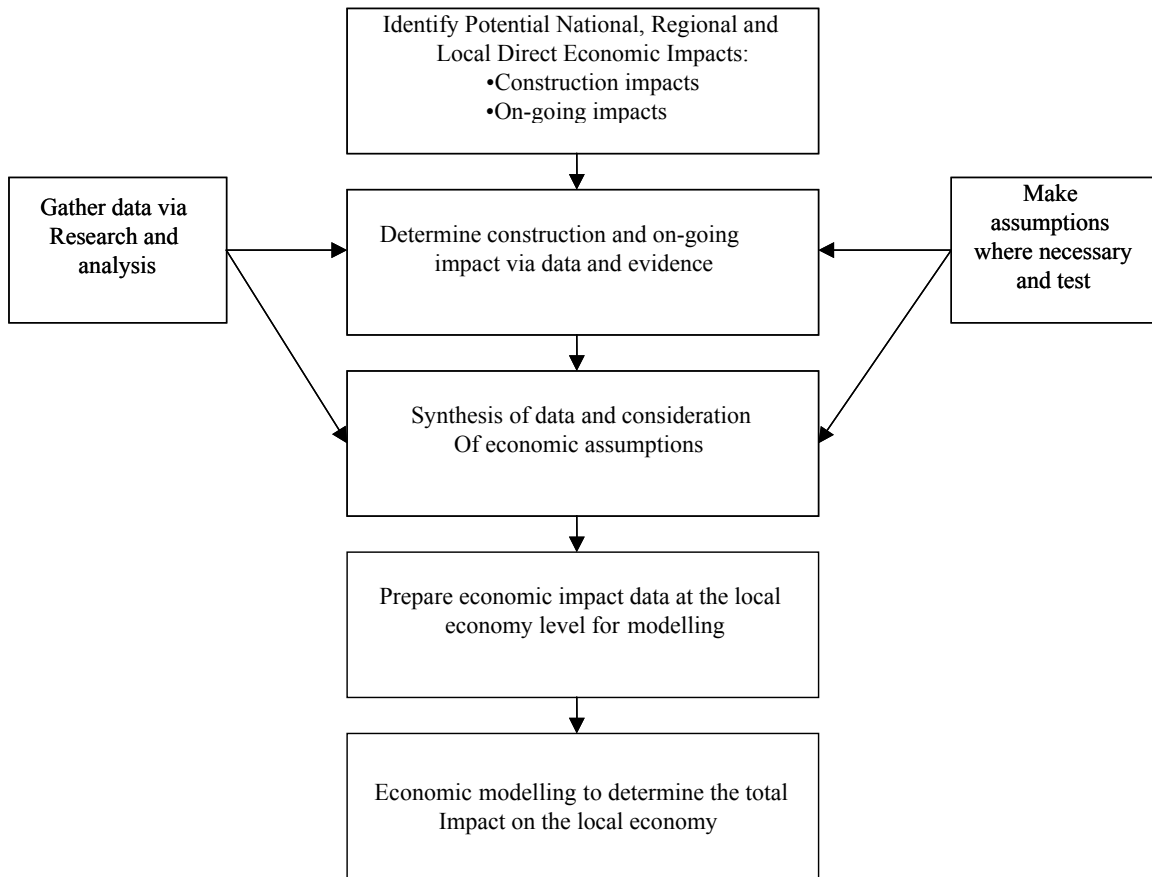 Identify Potential National, Regional and
Local Direct Economic Impacts:
•Construction impacts
•On-going impacts
Gather data via
Research and
analysis
Determine construction and on-going
impact via data and evidence
Make
assumptions
where necessary
and test
Synthesis of data and consideration
Of economic assumptions
Prepare economic impact data at the local
economy level for modelling
Economic modelling to determine the total
Impact on the local economy